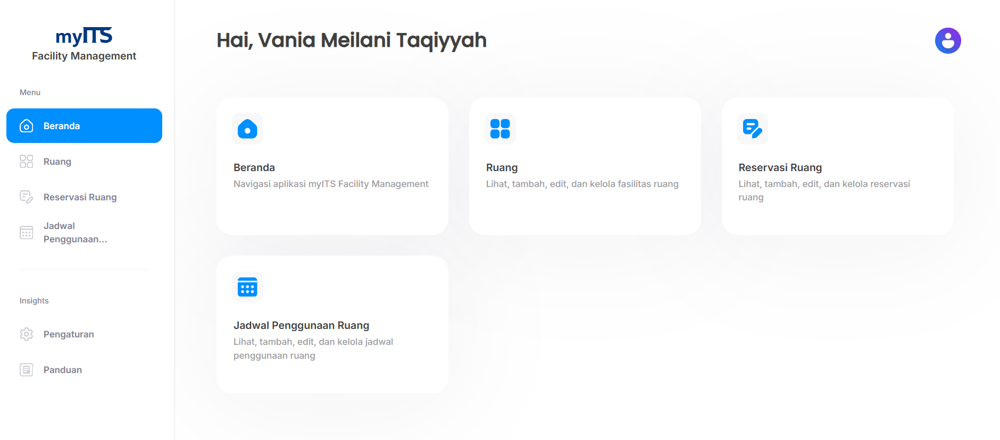 myITS
Facility Management
Menu
Beranda
Ruang
Reservasi Ruang
Jadwal
Penggunaan...
Insights
Pengaturan
Panduan
Hai, Vania Meilani Taqiyyah
Beranda
Navigasi aplikasi myITS Facility Management
Ruang
Lihat, tambah, edit, dan kelola fasilitas ruang
Reservasi Ruang
Lihat, tambah, edit, dan kelola reservasi
ruang
Jadwal Penggunaan Ruang
Lihat, tambah, edit, dan kelola jadwal
penggunaan ruang